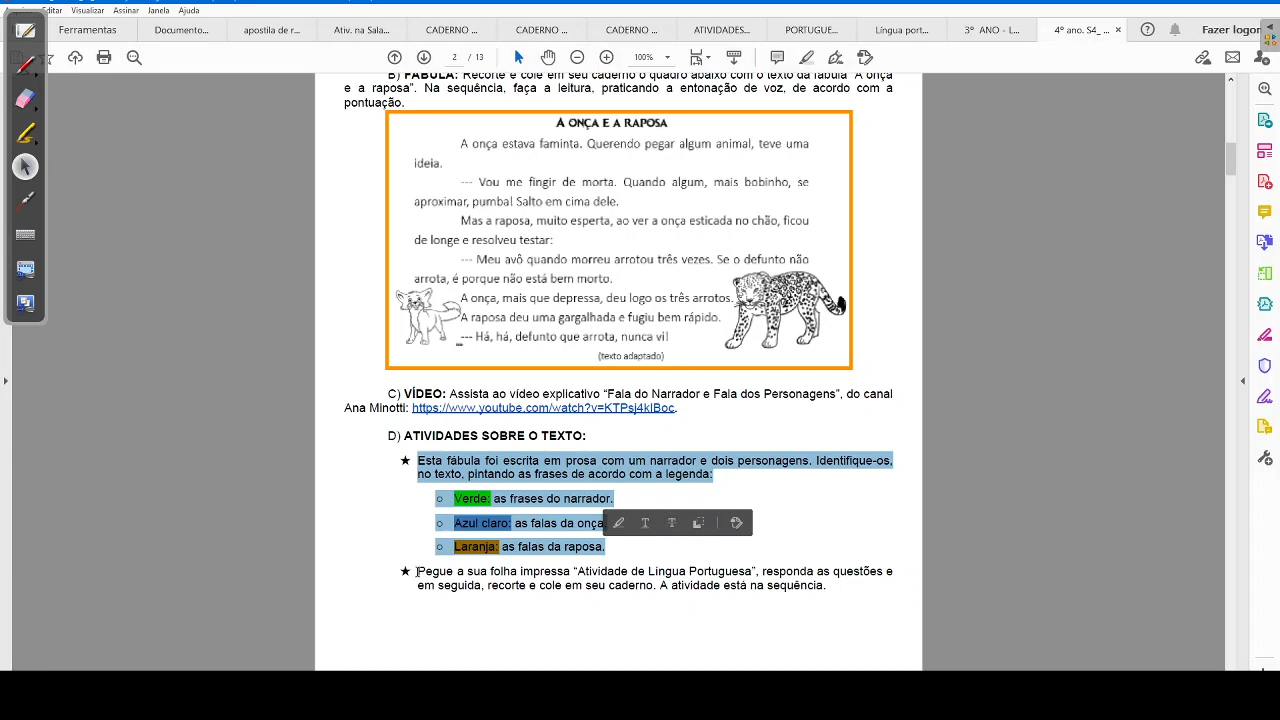 Editar Visualizar Assinar Janela Ajuda
Ferramentas Documento... apostila de r... Ativ. na Sala... CADERNO ... CADERNO ... CADERNO ... ATIVIDADES... PORTUGUE... Língua port... 3º ANO - L... 4º ano. S4_ ... × Fazer logon
2 / 13 100%
B) FÁBULA: Recorte e cole em seu caderno o quadro abaixo com o texto da fábula "A onça
e a raposa". Na sequência, faça a leitura, praticando a entonação de voz, de acordo com a
pontuação.
A ONÇA E A RAPOSA
A onça estava faminta. Querendo pegar algum animal, teve uma
ideia.
--- Vou me fingir de morta. Quando algum, mais bobinho, se
aproximar, pumba! Salto em cima dele.
Mas a raposa, muito esperta, ao ver a onça esticada no chão, ficou
de longe e resolveu testar:
--- Meu avô quando morreu arrotou três vezes. Se o defunto não
arrota, é porque não está bem morto.
A onça, mais que depressa, deu logo os três arrotos.
A raposa deu uma gargalhada e fugiu bem rápido.
--- Há, há, defunto que arrota, nunca vi!
(texto adaptado)
C) VÍDEO: Assista ao vídeo explicativo “Fala do Narrador e Fala dos Personagens”, do canal
Ana Minotti: https://www.youtube.com/watch?v=KTPsj4kIBoc.
D) ATIVIDADES SOBRE O TEXTO:
★ Esta fábula foi escrita em prosa com um narrador e dois personagens. Identifique-os,
no texto, pintando as frases de acordo com a legenda:
○ Verde: as frases do narrador.
○ Azul claro: as falas da onça.
○ Laranja: as falas da raposa.
★ Pegue a sua folha impressa “Atividade de Língua Portuguesa”, responda as questões e
em seguida, recorte e cole em seu caderno. A atividade está na sequência.